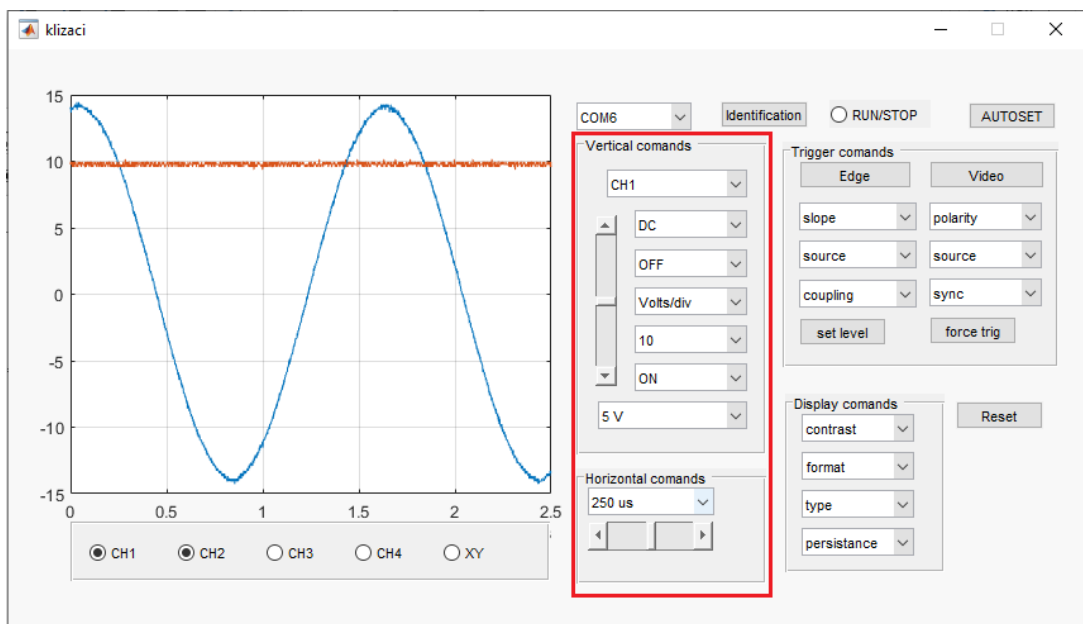 klizaci
15
10
5
0
-5
-10
-15
0 0.5 1 1.5 2 2.5
CH1 CH2 CH3 CH4 XY
COM6 Identification RUN/STOP AUTOSET
Vertical comands
CH1
DC
OFF
Volts/div
10
ON
5 V
Horizontal comands
250 us
Trigger comands
Edge Video
slope polarity
source source
coupling sync
set level force trig
Display comands
contrast
format
type
persistance
Reset